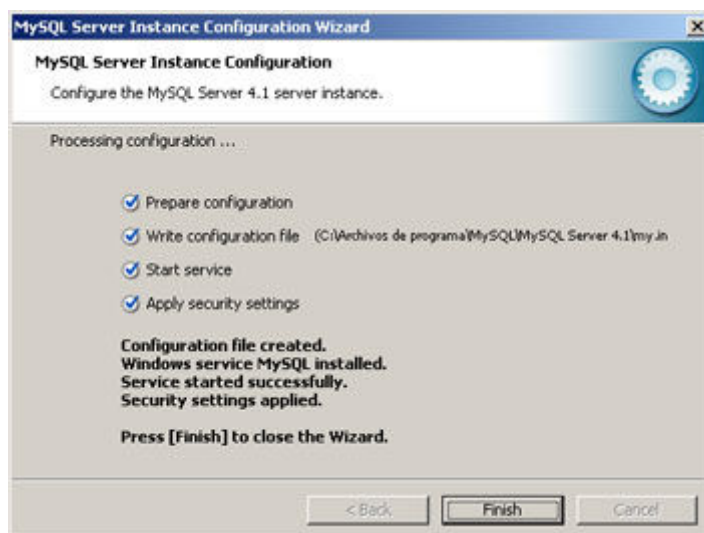 MySQL Server Instance Configuration Wizard
MySQL Server Instance Configuration
Configure the MySQL Server 4.1 server instance.
Processing configuration ...
Prepare configuration
Write configuration file (C:\Archivos de programa\MySQL\MySQL Server 4.1\my.in
Start service
Apply security settings
Configuration file created.
Windows service MySQL installed.
Service started successfully.
Security settings applied.
Press [Finish] to close the Wizard.
< Back Finish Cancel